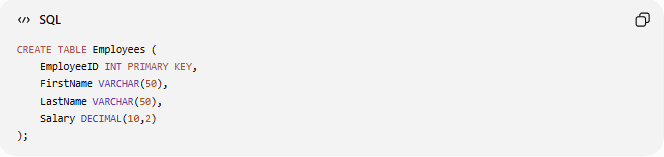 SQL
CREATE TABLE Employees (
    EmployeeID INT PRIMARY KEY,
    FirstName VARCHAR(50),
    LastName VARCHAR(50),
    Salary DECIMAL(10,2)
);